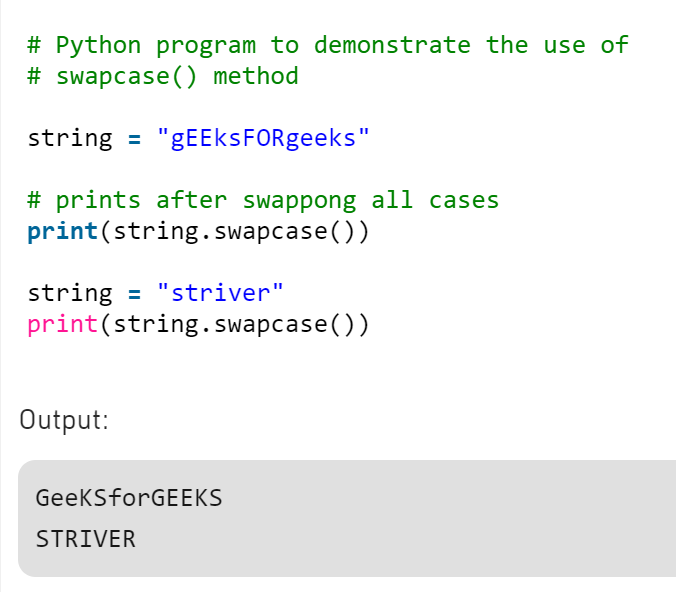 # Python program to demonstrate the use of
# swapcase() method
string = "gEEksFORgeeks"
# prints after swappong all cases
print(string.swapcase())
string = "striver"
print(string.swapcase())
Output:
GeeKSforGEEKS
STRIVER